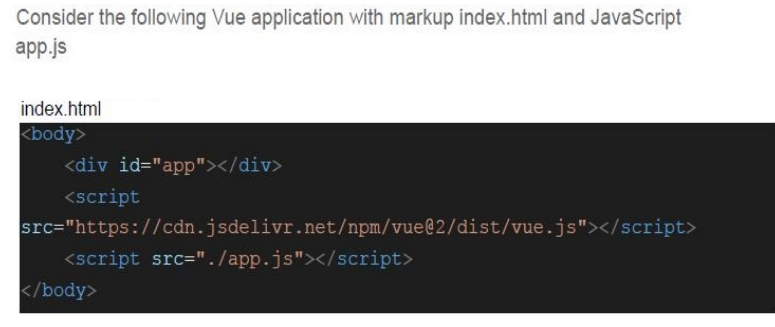 Consider the following Vue application with markup index.html and JavaScript
app.js
index.html
<body>
    <div id="app"></div>
    <script
src="https://cdn.jsdelivr.net/npm/vue@2/dist/vue.js"></script>
    <script src="./app.js"></script>
</body>